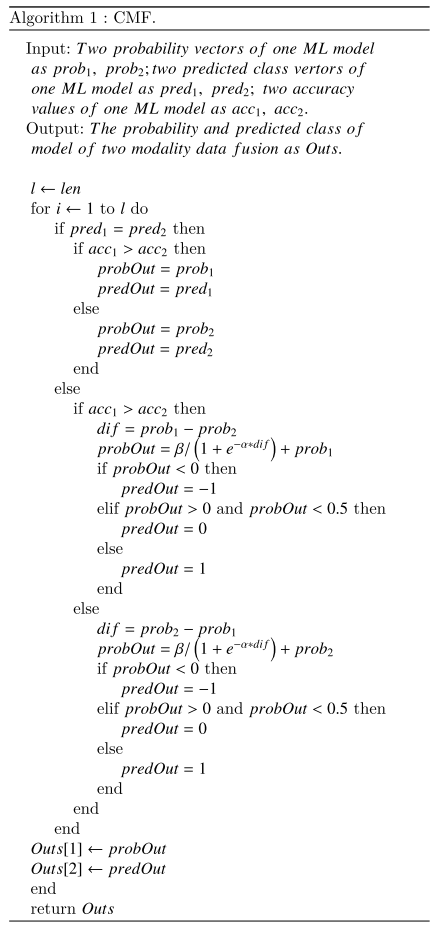 Algorithm 1 : CMF.
Input: Two probability vectors of one ML model
as prob₁, prob₂; two predicted class vertors of
one ML model as pred₁, pred₂; two accuracy
values of one ML model as acc₁, acc₂.
Output: The probability and predicted class of
model of two modality data fusion as Outs.
l ← len
for i ← 1 to l do
if pred₁ = pred₂ then
if acc₁ > acc₂ then
probOut = prob₁
predOut = pred₁
else
probOut = prob₂
predOut = pred₂
end
else
if acc₁ > acc₂ then
dif = prob₁ − prob₂
probOut = β/(1 + e^{−α*dif}) + prob₁
if probOut < 0 then
predOut = −1
elif probOut > 0 and probOut < 0.5 then
predOut = 0
else
predOut = 1
end
else
dif = prob₂ − prob₁
probOut = β/(1 + e^{−α*dif}) + prob₂
if probOut < 0 then
predOut = −1
elif probOut > 0 and probOut < 0.5 then
predOut = 0
else
predOut = 1
end
end
end
Outs[1] ← probOut
Outs[2] ← predOut
end
return Outs